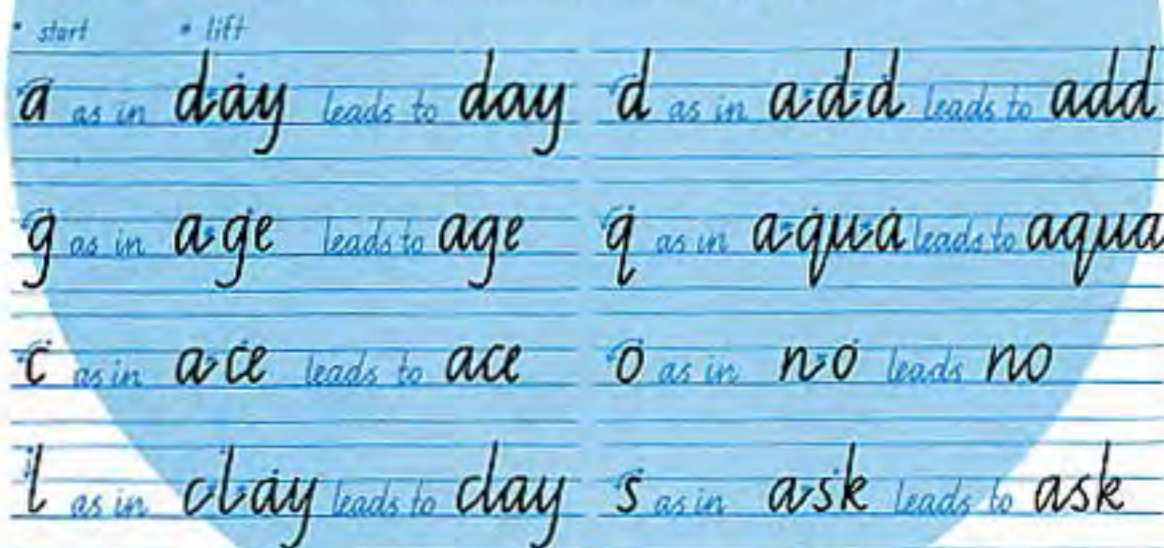 * start * lift
a as in day leads to day d as in add leads to add
g as in age leads to age q as in aqua leads to aqua
c as in ace leads to ace o as in no leads no
l as in clay leads to clay s as in ask leads to ask